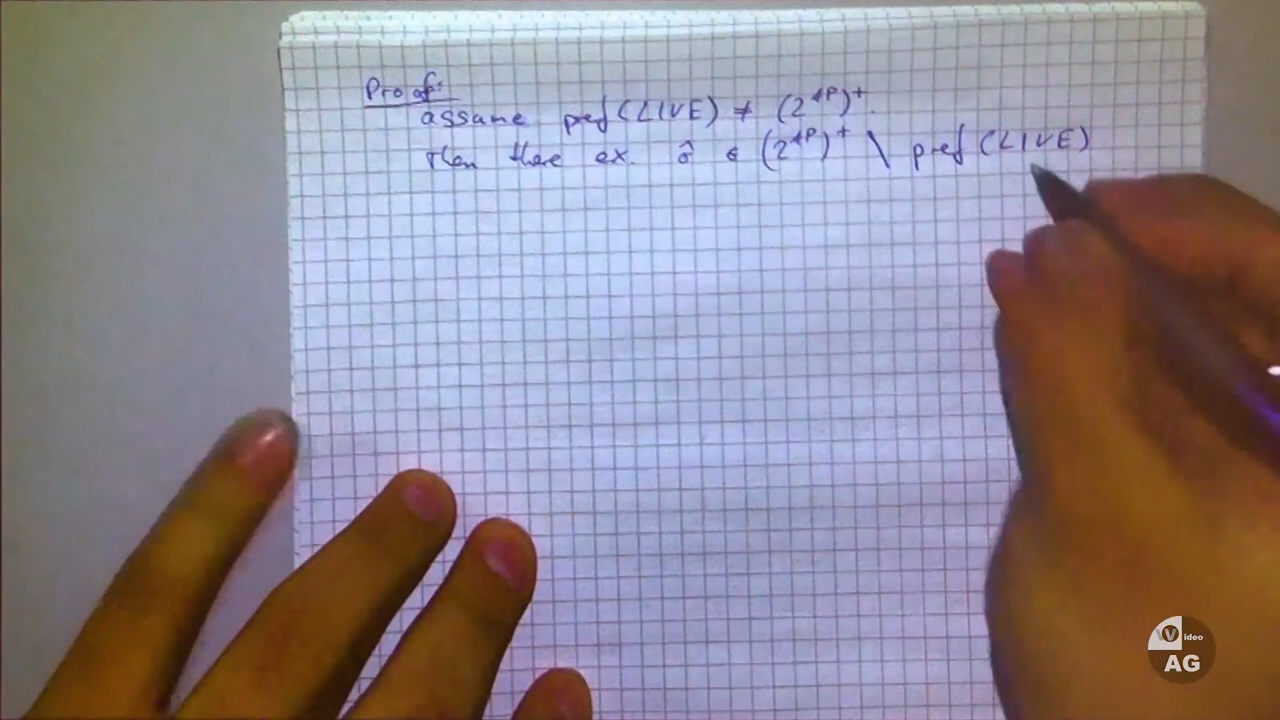 Proof:
assume pref(LIVE) ≠ (2^AP)^+.
Then there ex. σ̂ ∈ (2^AP)^+ \ pref(LIVE)
Video
AG